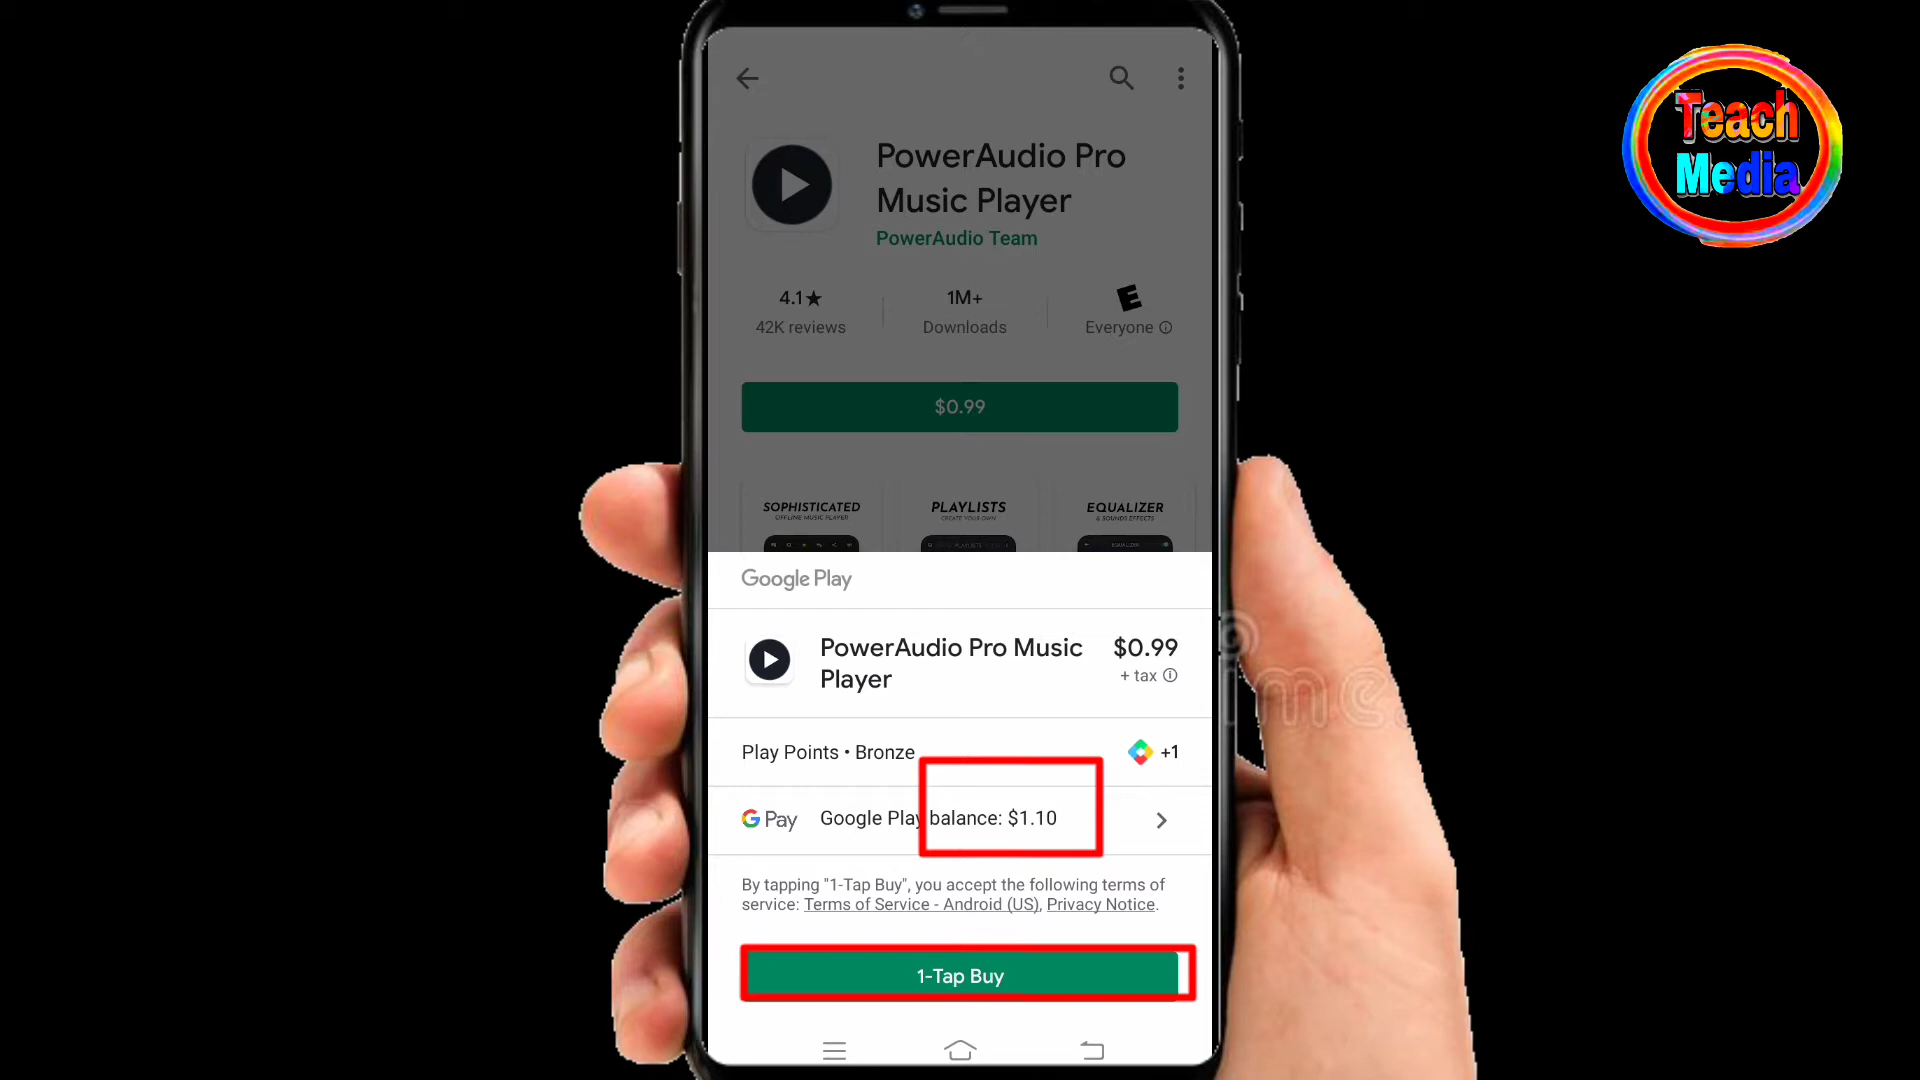 Teach
Media
PowerAudio Pro
Music Player
PowerAudio Team
4.1★
1M+
E
42K reviews
Downloads
Everyone
$0.99
SOPHISTICATED
OFFLINE MUSIC PLAYER
PLAYLISTS
CREATE YOUR OWN
EQUALIZER
& SOUNDS EFFECTS
Google Play
PowerAudio Pro Music
Player
$0.99
+ tax
Play Points • Bronze
+1
G Pay
Google Play balance: $1.10
By tapping "1-Tap Buy", you accept the following terms of
service: Terms of Service - Android (US), Privacy Notice.
1-Tap Buy